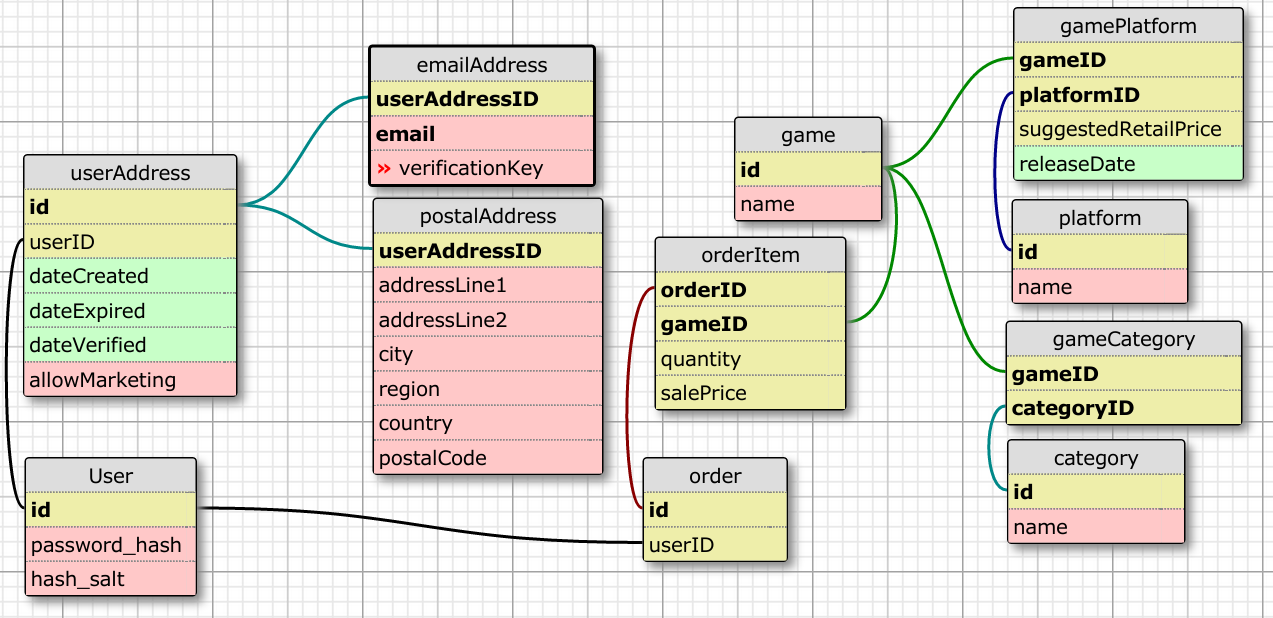 userAddress
id
userID
dateCreated
dateExpired
dateVerified
allowMarketing
User
id
password_hash
hash_salt
emailAddress
userAddressID
email
» verificationKey
postalAddress
userAddressID
addressLine1
addressLine2
city
region
country
postalCode
game
id
name
orderItem
orderID
gameID
quantity
salePrice
order
id
userID
gamePlatform
gameID
platformID
suggestedRetailPrice
releaseDate
platform
id
name
gameCategory
gameID
categoryID
category
id
name